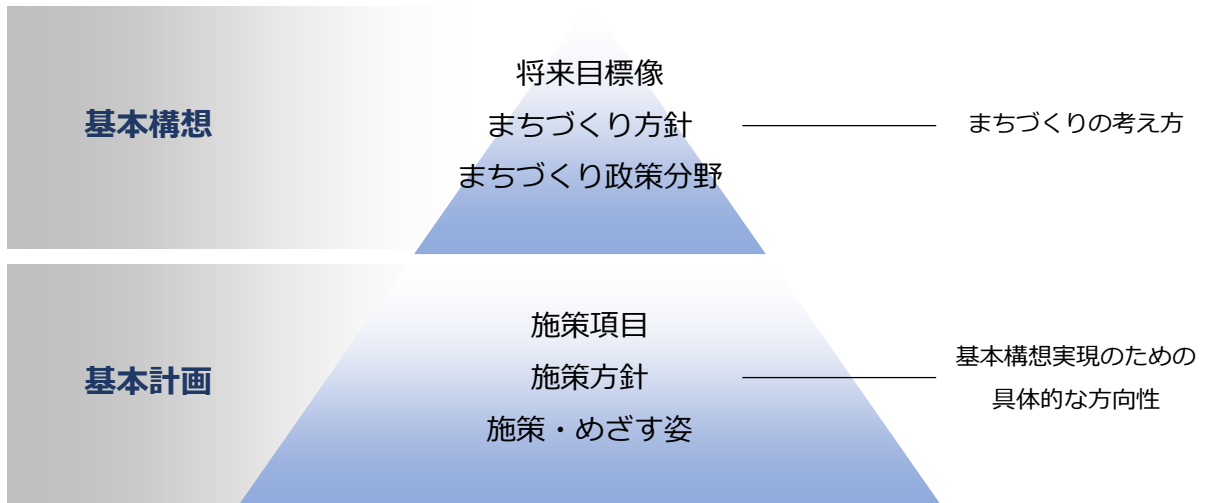 基本構想
将来目標像
まちづくり方針
まちづくり政策分野
まちづくりの考え方
基本計画
施策項目
施策方針
施策・めざす姿
基本構想実現のための
具体的な方向性